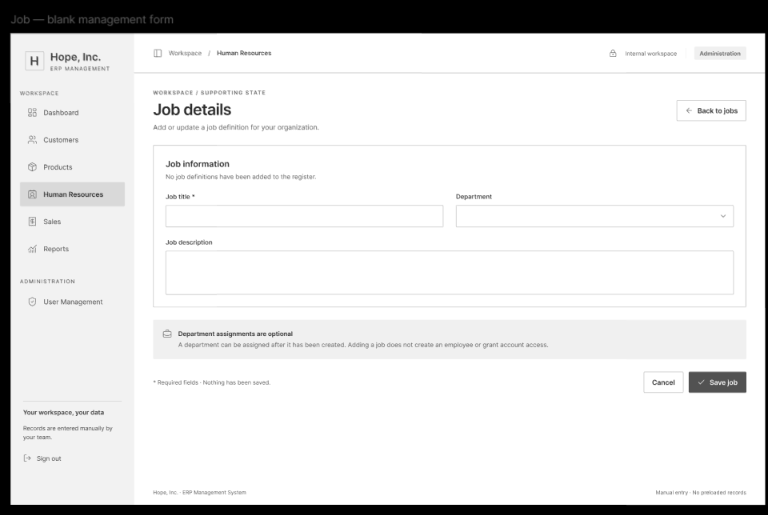 Job — blank management form
H
Hope, Inc.
ERP MANAGEMENT
Workspace / Human Resources
Internal workspace
Administration
WORKSPACE
Dashboard
Customers
Products
Human Resources
Sales
Reports
ADMINISTRATION
User Management
Your workspace, your data
Records are entered manually by
your team.
Sign out
WORKSPACE / SUPPORTING STATE
Job details
Add or update a job definition for your organization.
Back to jobs
Job information
No job definitions have been added to the register.
Job title *
Department
Job description
Department assignments are optional
A department can be assigned after it has been created. Adding a job does not create an employee or grant account access.
* Required fields · Nothing has been saved.
Cancel
Save job
Hope, Inc. · ERP Management System
Manual entry · No preloaded records